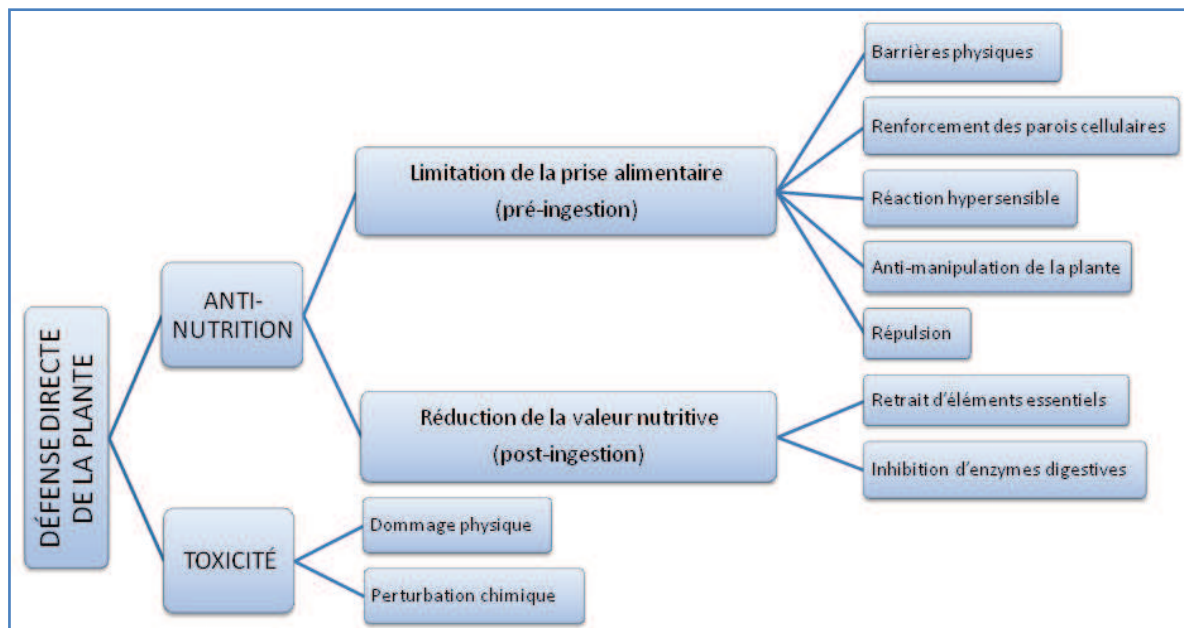 DÉFENSE DIRECTE
DE LA PLANTE
ANTI-
NUTRITION
Limitation de la prise alimentaire
(pré-ingestion)
Barrières physiques
Renforcement des parois cellulaires
Réaction hypersensible
Anti-manipulation de la plante
Répulsion
Réduction de la valeur nutritive
(post-ingestion)
Retrait d'éléments essentiels
Inhibition d'enzymes digestives
TOXICITÉ
Dommage physique
Perturbation chimique